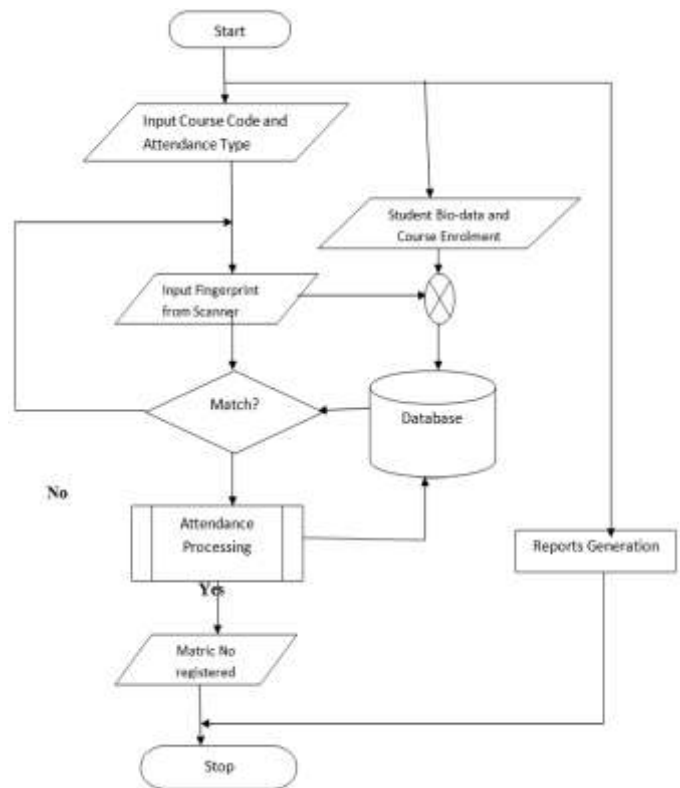 Start
Input Course Code and
Attendance Type
Student Bio-data and
Course Enrolment
Input Fingerprint
from Scanner
Match?
Database
No
Attendance
Processing
Reports Generation
Yes
Matric No
registered
Stop